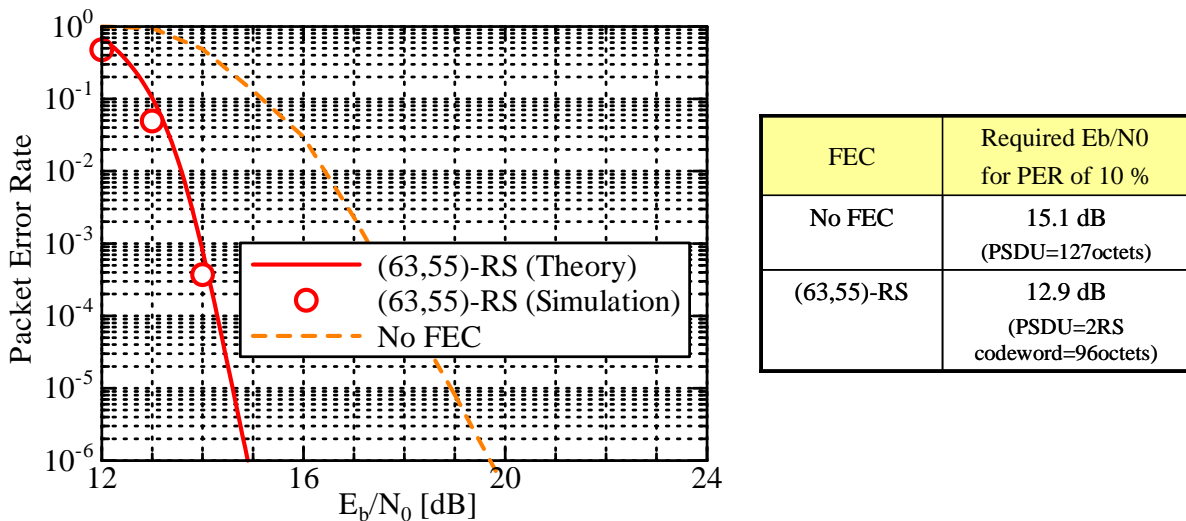 10^0
10^-1
10^-2
10^-3
10^-4
10^-5
10^-6
Packet Error Rate
12
16
20
24
E_b/N_0 [dB]
(63,55)-RS (Theory)
(63,55)-RS (Simulation)
No FEC
FEC
Required Eb/N0
for PER of 10 %
No FEC
15.1 dB
(PSDU=127octets)
(63,55)-RS
12.9 dB
(PSDU=2RS
codeword=96octets)